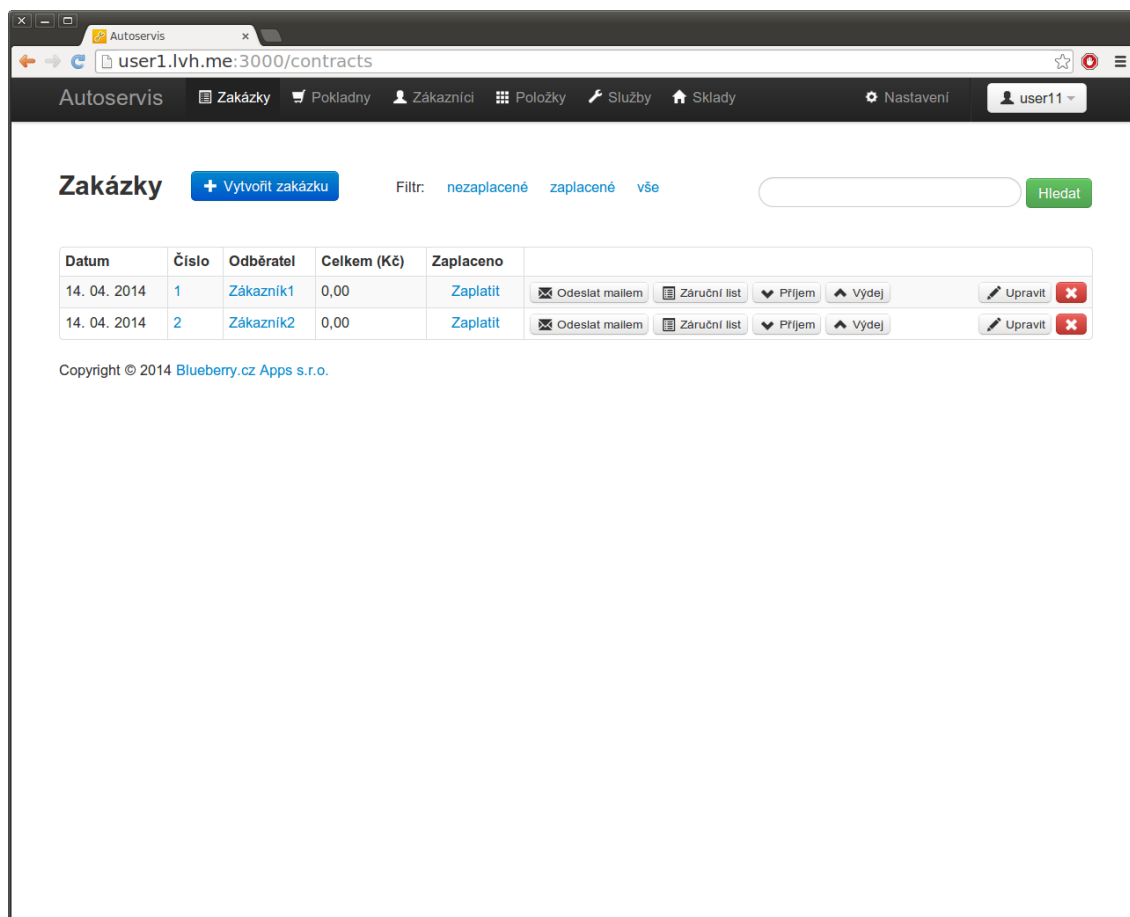 Autoservis
user1.lvh.me:3000/contracts
Autoservis Zakázky Pokladny Zákazníci Položky Služby Sklady Nastavení user11
Zakázky Vytvořit zakázku Filtr: nezaplacené zaplacené vše Hledat
Datum Číslo Odběratel Celkem (Kč) Zaplaceno
14. 04. 2014 1 Zákazník1 0,00 Zaplatit Odeslat mailem Záruční list Příjem Výdej Upravit
14. 04. 2014 2 Zákazník2 0,00 Zaplatit Odeslat mailem Záruční list Příjem Výdej Upravit
Copyright © 2014 Blueberry.cz Apps s.r.o.